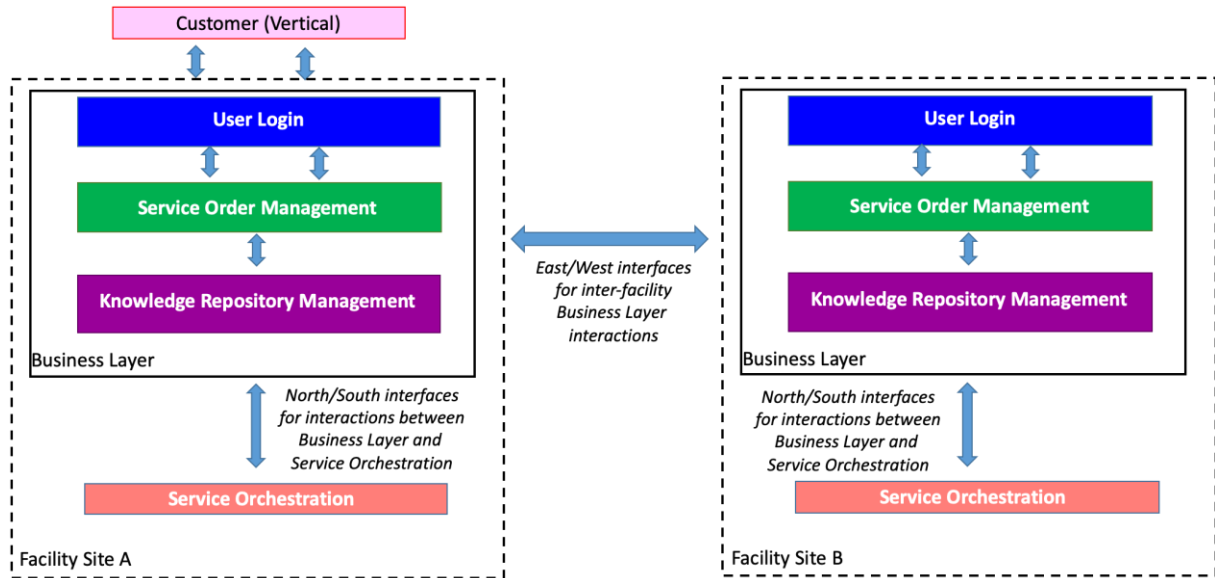 Customer (Vertical)
User Login
Service Order Management
Knowledge Repository Management
Business Layer
North/South interfaces
for interactions between
Business Layer and
Service Orchestration
Service Orchestration
Facility Site A
East/West interfaces
for inter-facility
Business Layer
interactions
User Login
Service Order Management
Knowledge Repository Management
Business Layer
North/South interfaces
for interactions between
Business Layer and
Service Orchestration
Service Orchestration
Facility Site B